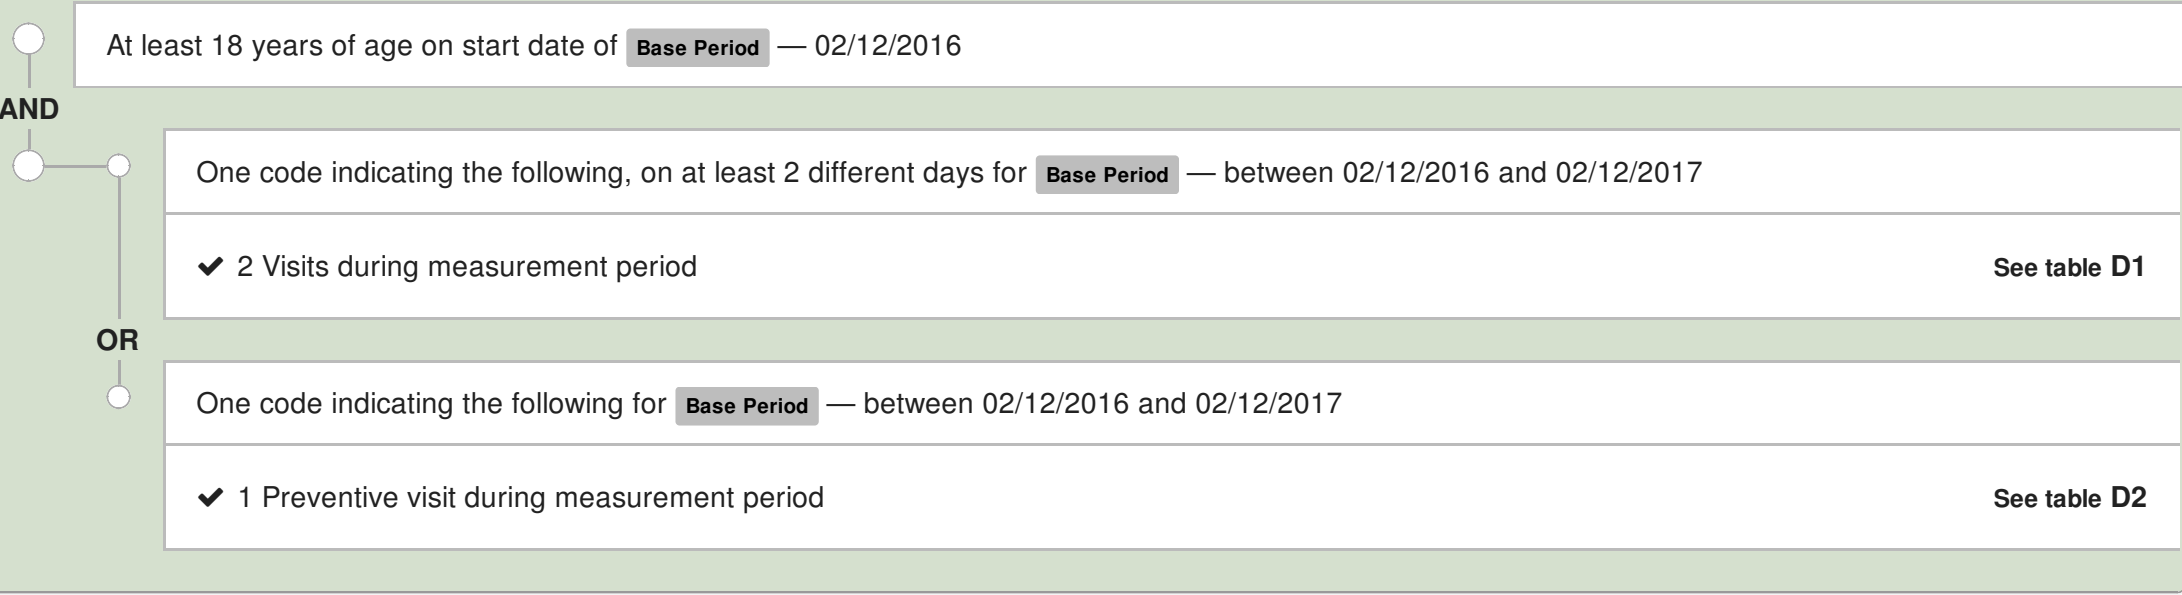 At least 18 years of age on start date of Base Period — 02/12/2016
AND
One code indicating the following, on at least 2 different days for Base Period — between 02/12/2016 and 02/12/2017
✔ 2 Visits during measurement period See table D1
OR
One code indicating the following for Base Period — between 02/12/2016 and 02/12/2017
✔ 1 Preventive visit during measurement period See table D2